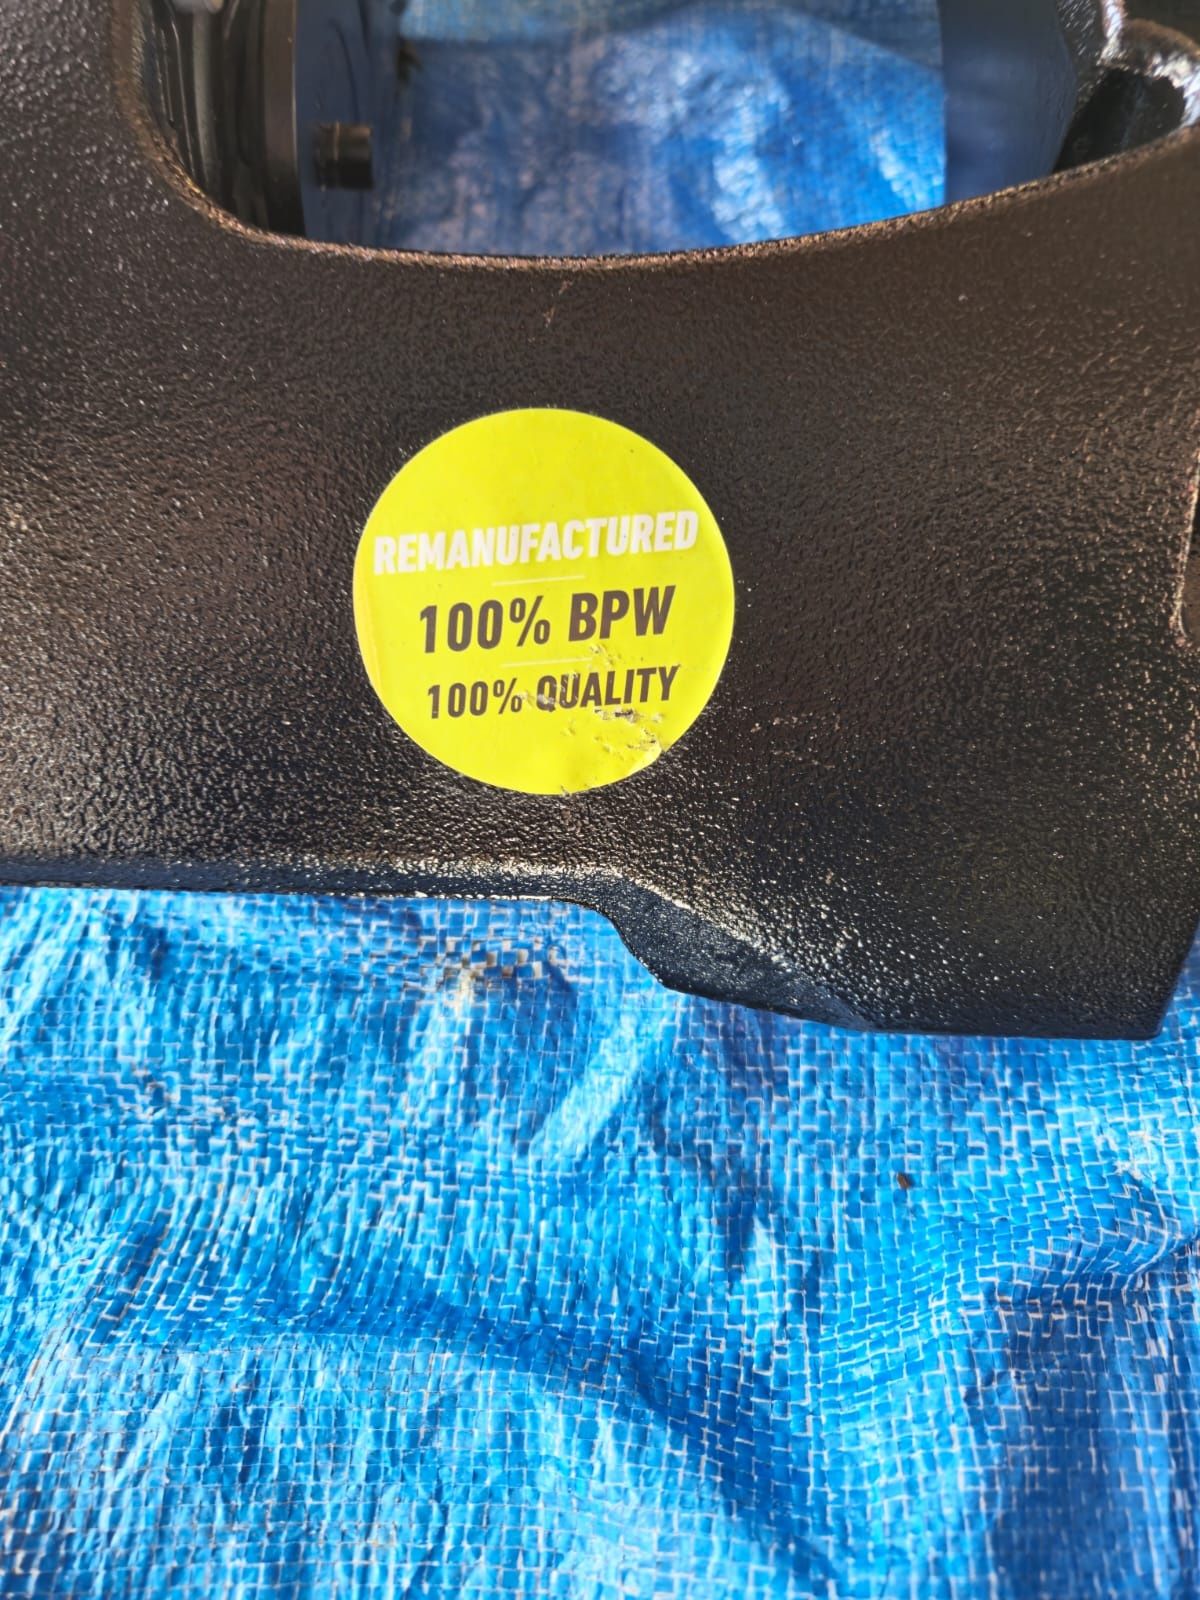 REMANUFACTURED
100% BPW
100% QUALITY